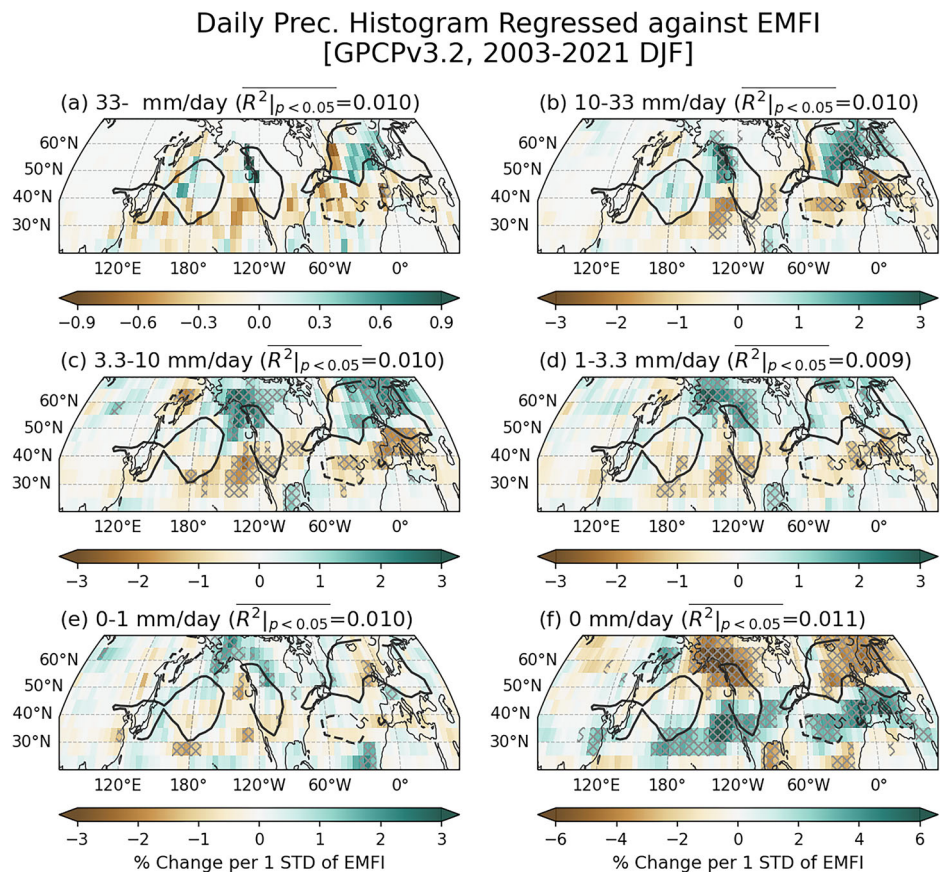 Daily Prec. Histogram Regressed against EMFI
[GPCPv3.2, 2003-2021 DJF]
(a) 33-  mm/day (R²|p<0.05=0.010)
(b) 10-33 mm/day (R²|p<0.05=0.010)
60°N
50°N
40°N
30°N
60°N
50°N
40°N
30°N
120°E 180° 120°W 60°W 0°
120°E 180° 120°W 60°W 0°
−0.9 −0.6 −0.3 0.0 0.3 0.6 0.9
−3 −2 −1 0 1 2 3
(c) 3.3-10 mm/day (R²|p<0.05=0.010)
(d) 1-3.3 mm/day (R²|p<0.05=0.009)
60°N
50°N
40°N
30°N
60°N
50°N
40°N
30°N
120°E 180° 120°W 60°W 0°
120°E 180° 120°W 60°W 0°
−3 −2 −1 0 1 2 3
−3 −2 −1 0 1 2 3
(e) 0-1 mm/day (R²|p<0.05=0.010)
(f) 0 mm/day (R²|p<0.05=0.011)
60°N
50°N
40°N
30°N
60°N
50°N
40°N
30°N
120°E 180° 120°W 60°W 0°
120°E 180° 120°W 60°W 0°
−3 −2 −1 0 1 2 3
−6 −4 −2 0 2 4 6
% Change per 1 STD of EMFI
% Change per 1 STD of EMFI